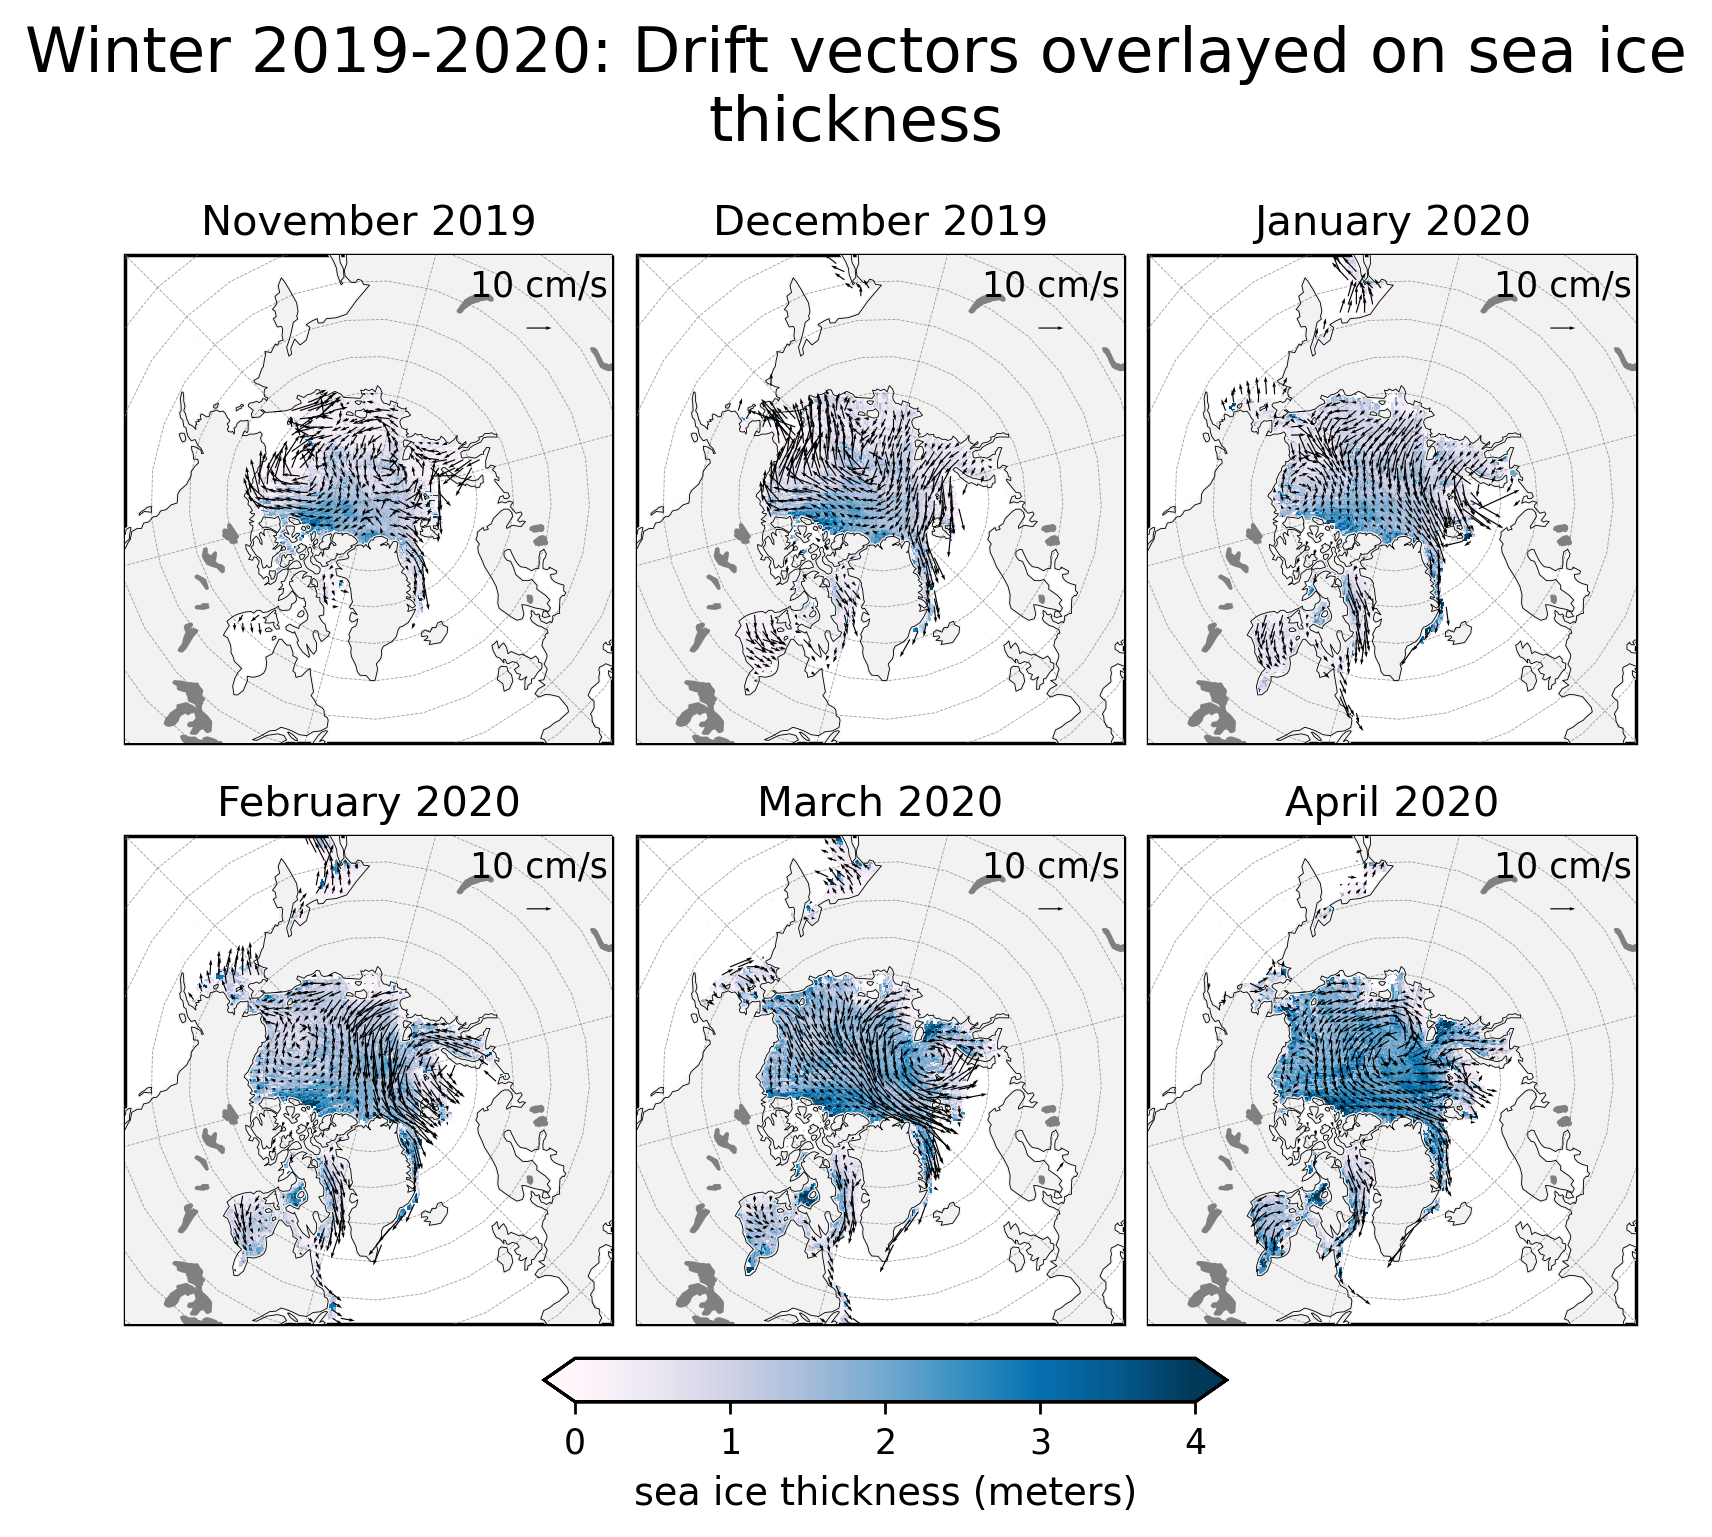 Winter 2019-2020: Drift vectors overlayed on sea ice
thickness
November 2019
December 2019
January 2020
10 cm/s
10 cm/s
10 cm/s
February 2020
March 2020
April 2020
10 cm/s
10 cm/s
10 cm/s
0 1 2 3 4
sea ice thickness (meters)